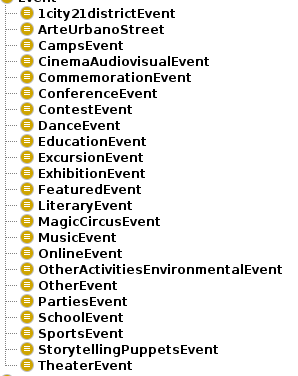 Event
1city21districtEvent
ArteUrbanoStreet
CampsEvent
CinemaAudiovisualEvent
CommemorationEvent
ConferenceEvent
ContestEvent
DanceEvent
EducationEvent
ExcursionEvent
ExhibitionEvent
FeaturedEvent
LiteraryEvent
MagicCircusEvent
MusicEvent
OnlineEvent
OtherActivitiesEnvironmentalEvent
OtherEvent
PartiesEvent
SchoolEvent
SportsEvent
StorytellingPuppetsEvent
TheaterEvent